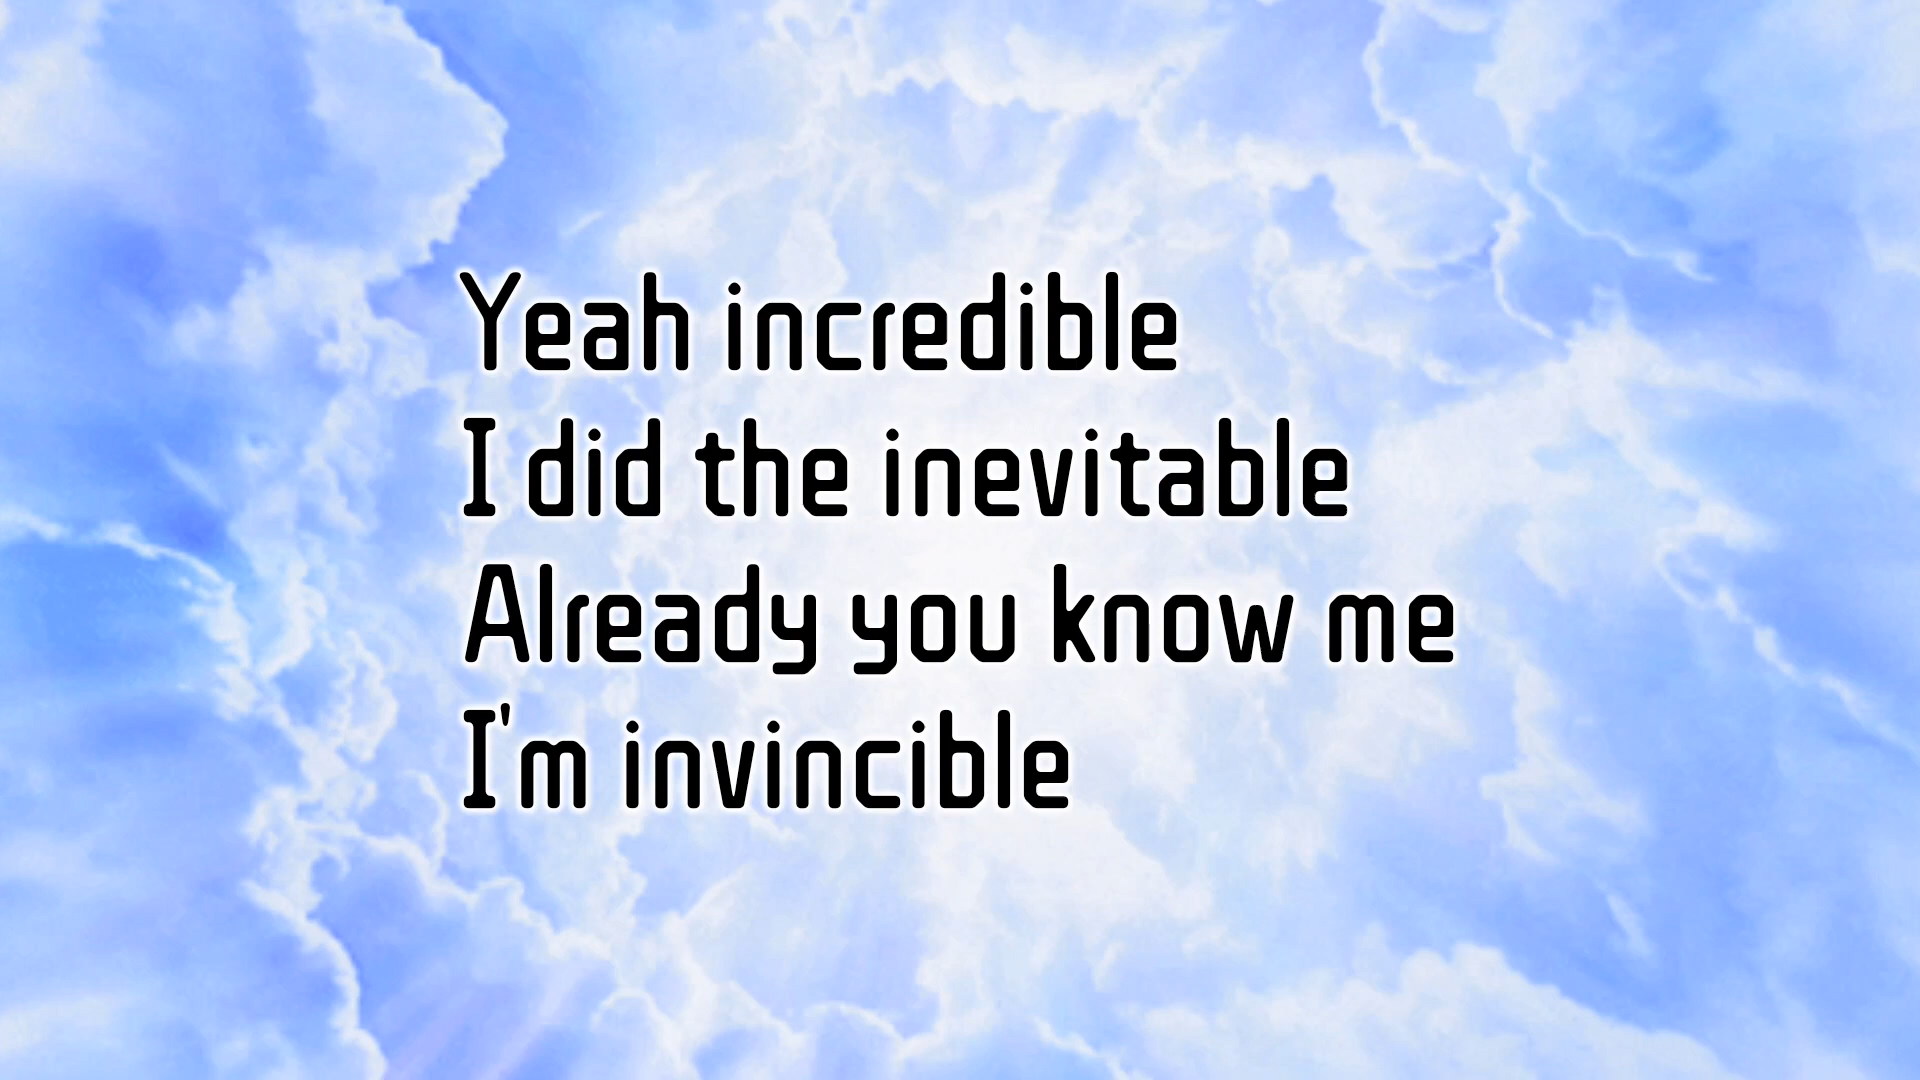 Yeah incredible
I did the inevitable
Already you know me
I'm invincible